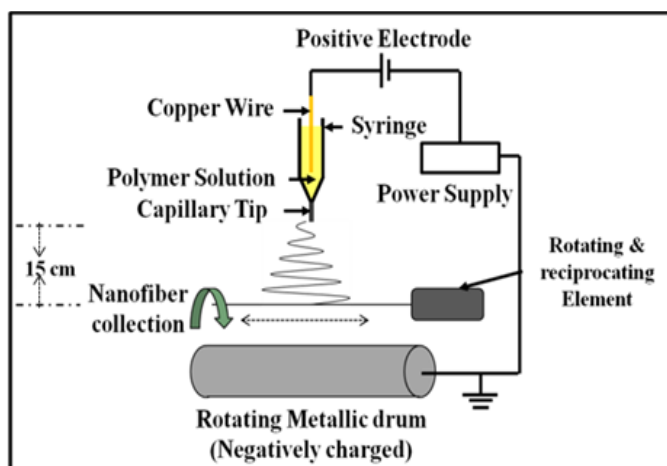 Positive Electrode
Copper Wire
Syringe
Polymer Solution
Power Supply
Capillary Tip
15 cm
Rotating &
reciprocating
Element
Nanofiber
collection
Rotating Metallic drum
(Negatively charged)